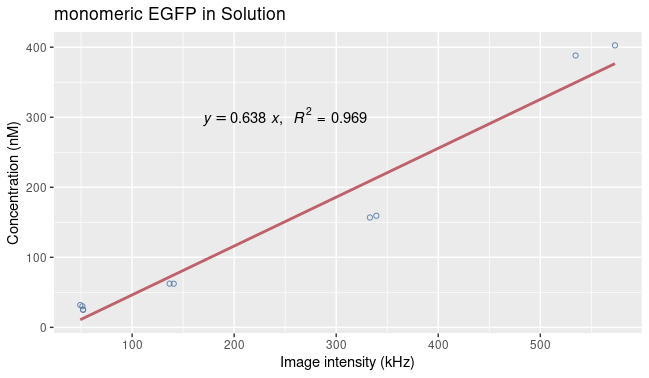 monomeric EGFP in Solution
400
300
200
100
0
y = 0.638 x, R² = 0.969
100
200
300
400
500
Concentration (nM)
Image intensity (kHz)